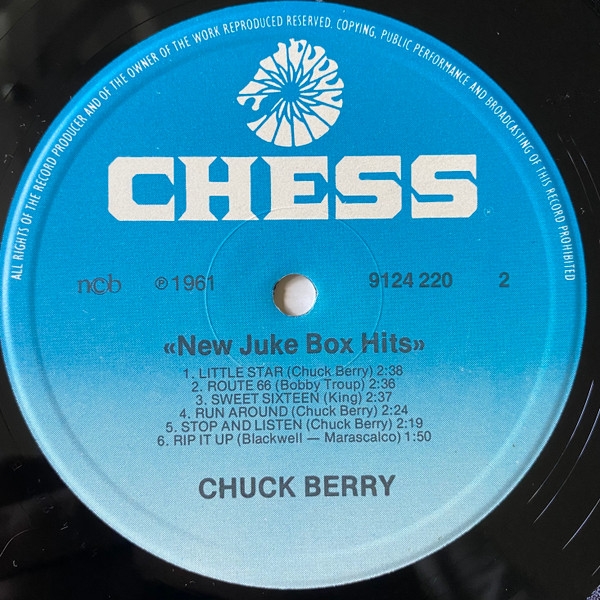 ALL RIGHTS OF THE RECORD PRODUCER AND OF THE OWNER OF THE WORK REPRODUCED RESERVED. COPYING, PUBLIC PERFORMANCE AND BROADCASTING OF THIS RECORD PROHIBITED
CHESS
n©b ℗ 1961 9124 220 2
«New Juke Box Hits»
1. LITTLE STAR (Chuck Berry) 2:38
2. ROUTE 66 (Bobby Troup) 2:36
3. SWEET SIXTEEN (King) 2:37
4. RUN AROUND (Chuck Berry) 2:24
5. STOP AND LISTEN (Chuck Berry) 2:19
6. RIP IT UP (Blackwell — Marascalco) 1:50
CHUCK BERRY